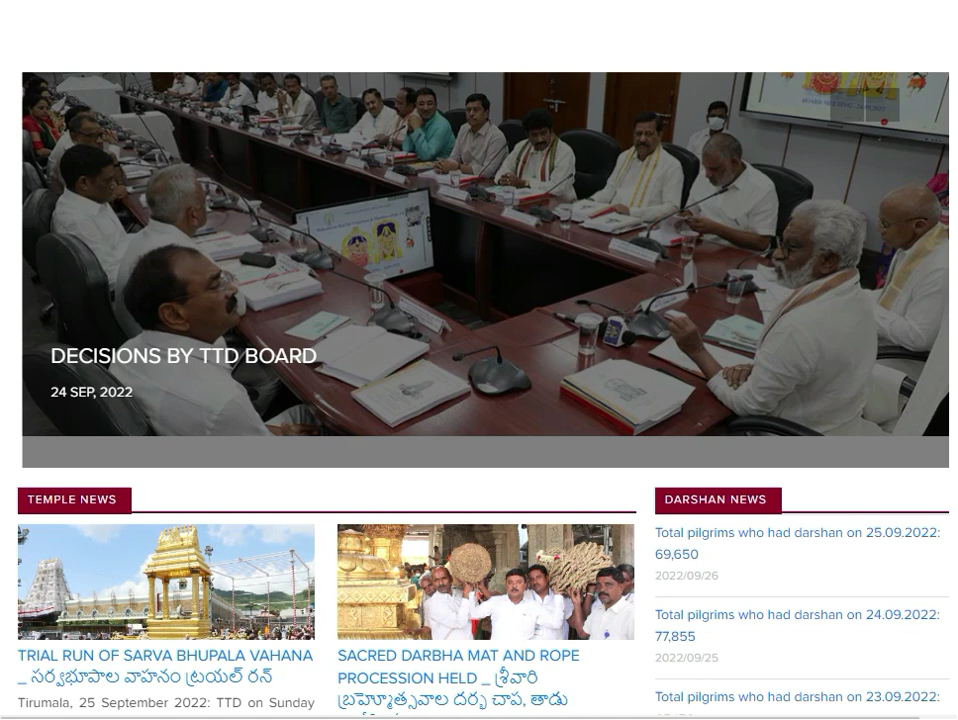 DECISIONS BY TTD BOARD
24 SEP, 2022
TEMPLE NEWS
TRIAL RUN OF SARVA BHUPALA VAHANA
_ సర్వభూపాల వాహనం ట్రయల్ రన్
Tirumala, 25 September 2022: TTD on Sunday
SACRED DARBHA MAT AND ROPE
PROCESSION HELD _ శ్రీవారి
బ్రహ్మోత్సవాల దర్భ చాప, తాడు
DARSHAN NEWS
Total pilgrims who had darshan on 25.09.2022:
69,650
2022/09/26
Total pilgrims who had darshan on 24.09.2022:
77,855
2022/09/25
Total pilgrims who had darshan on 23.09.2022: